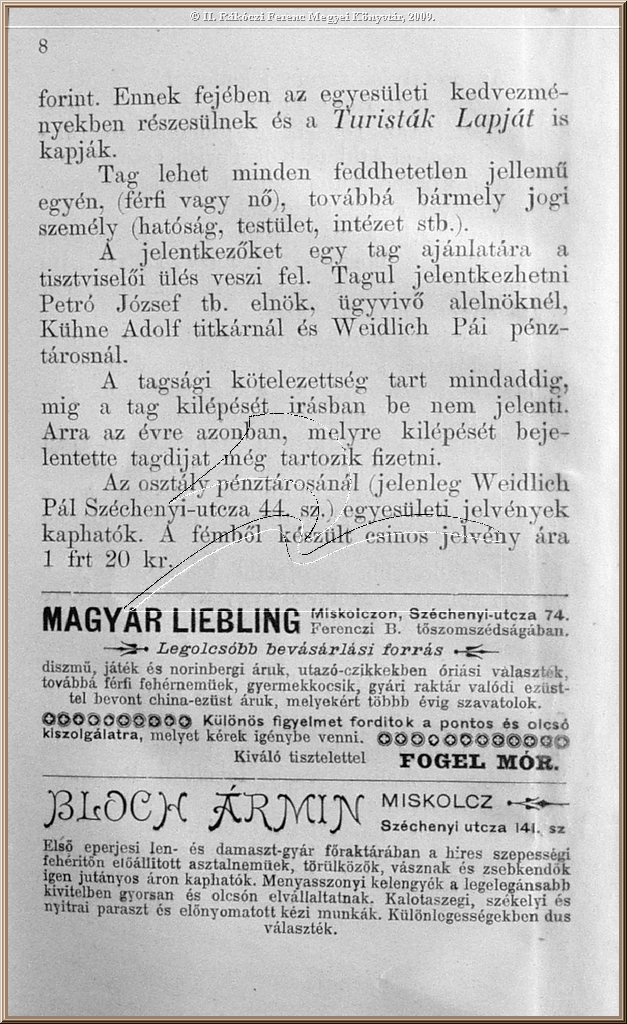 © II. Rákóczi Ferenc Megyei Könyvtár, 2009.
8
forint. Ennek fejében az egyesületi kedvezmé-
nyekben részesülnek és a Turisták Lapját is
kapják.
Tag lehet minden feddhetetlen jellemű
egyén, (férfi vagy nő), továbbá bármely jogi
személy (hatóság, testület, intézet stb.).
A jelentkezőket egy tag ajánlatára a
tisztviselői ülés veszi fel. Tagul jelentkezhetni
Petró József tb. elnök, ügyvivő alelnöknél,
Kühne Adolf titkárnál és Weidlich Pái pénz-
tárosnál.
A tagsági kötelezettség tart mindaddig,
mig a tag kilépését irásban be nem jelenti.
Arra az évre azonban, melyre kilépését beje-
lentette tagdijat még tartozik fizetni.
Az osztály pénztárosánál (jelenleg Weidlich
Pál Széchenyi-utcza 44. sz.) egyesületi jelvények
kaphatók. A fémből készült csinos jelvény ára
1 frt 20 kr.
MAGYAR LIEBLING Miskolczon, Széchenyi-utcza 74.
Ferenczi B. tőszomszédságában.
Legolcsóbb bevásárlási forrás
diszmű, játék és norinbergi áruk, utazó-czikkekben óriási választék,
továbbá férfi fehérneműek, gyermekkocsik, gyári raktár valódi ezüst-
tel bevont china-ezüst áruk, melyekért többb évig szavatolok.
Különös figyelmet forditok a pontos és olcsó
kiszolgálatra, melyet kérek igénybe venni.
Kiváló tisztelettel FOGEL MÓR.
BLOCH ÁRMIN MISKOLCZ
Széchenyi utcza 141. sz
Első eperjesi len- és damaszt-gyár főraktárában a hires szepességi
fehéritőn előállitott asztalneműek, törülközők, vásznak és zsebkendők
igen jutányos áron kaphatók. Menyasszonyi kelengyék a legelegánsabb
kivitelben gyorsan és olcsón elvállaltatnak. Kalotaszegi, székelyi és
nyitrai paraszt és előnyomatott kézi munkák. Különlegességekben dus
választék.